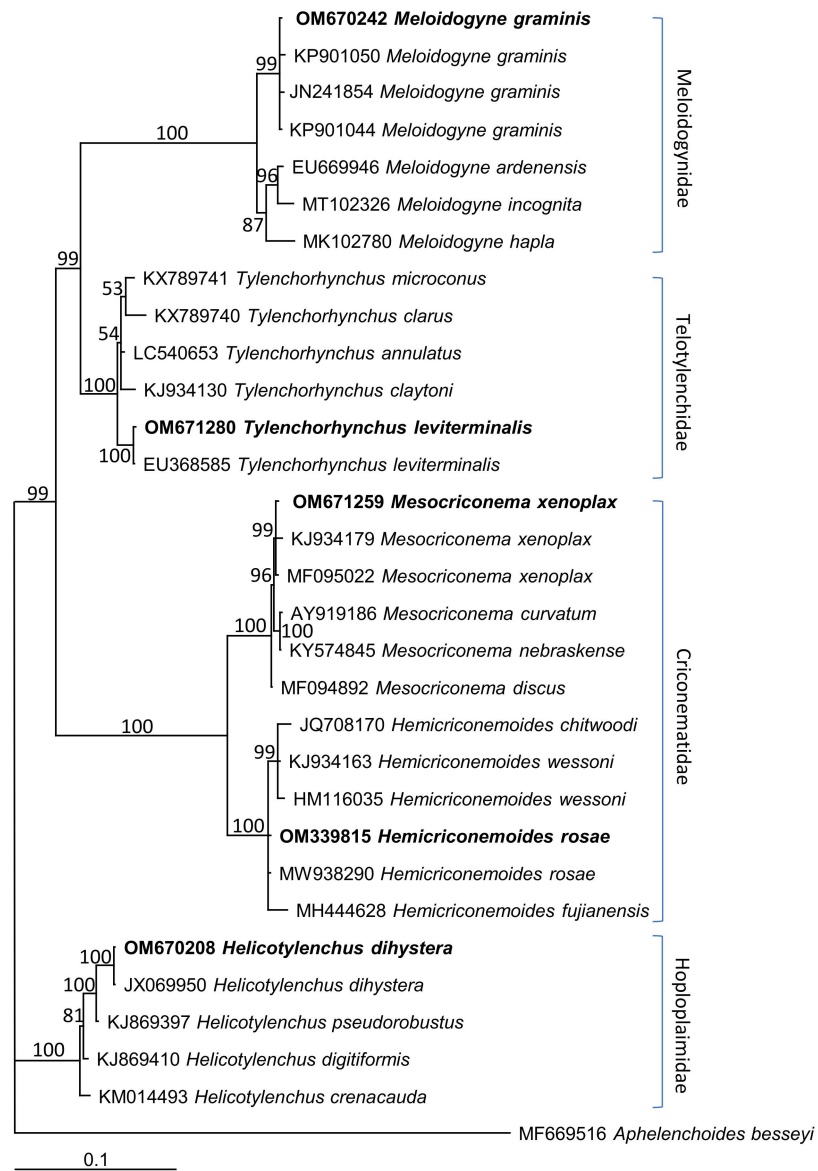 OM670242 Meloidogyne graminis
KP901050 Meloidogyne graminis
99
JN241854 Meloidogyne graminis
KP901044 Meloidogyne graminis
100
EU669946 Meloidogyne ardenensis
96
MT102326 Meloidogyne incognita
87
MK102780 Meloidogyne hapla
Meloidogynidae
99
KX789741 Tylenchorhynchus microconus
53
KX789740 Tylenchorhynchus clarus
54
LC540653 Tylenchorhynchus annulatus
100
KJ934130 Tylenchorhynchus claytoni
OM671280 Tylenchorhynchus leviterminalis
100
EU368585 Tylenchorhynchus leviterminalis
Telotylenchidae
99
OM671259 Mesocriconema xenoplax
99
KJ934179 Mesocriconema xenoplax
96
MF095022 Mesocriconema xenoplax
AY919186 Mesocriconema curvatum
100
100
KY574845 Mesocriconema nebraskense
MF094892 Mesocriconema discus
100
JQ708170 Hemicriconemoides chitwoodi
99
KJ934163 Hemicriconemoides wessoni
HM116035 Hemicriconemoides wessoni
100
OM339815 Hemicriconemoides rosae
MW938290 Hemicriconemoides rosae
MH444628 Hemicriconemoides fujianensis
Criconematidae
OM670208 Helicotylenchus dihystera
100
JX069950 Helicotylenchus dihystera
100
KJ869397 Helicotylenchus pseudorobustus
81
KJ869410 Helicotylenchus digitiformis
100
KM014493 Helicotylenchus crenacauda
Hoploplaimidae
MF669516 Aphelenchoides besseyi
0.1